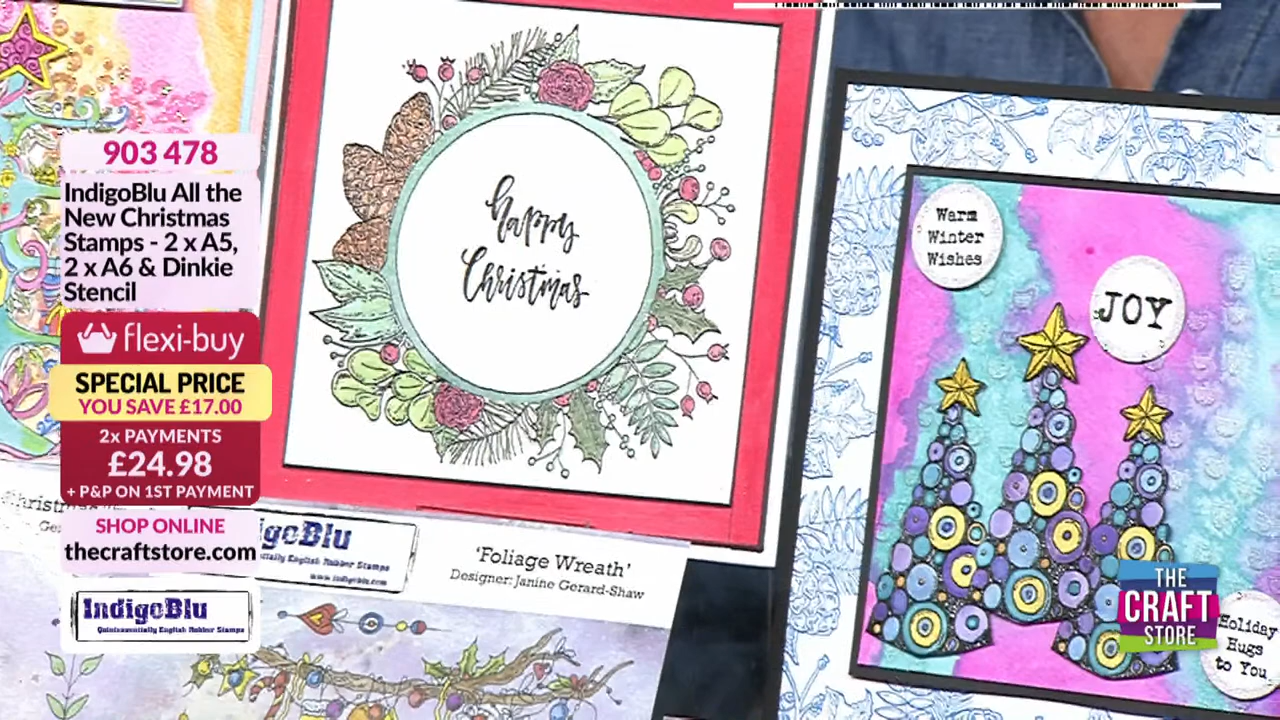 903 478
IndigoBlu All the
New Christmas
Stamps - 2 x A5,
2 x A6 & Dinkie
Stencil
flexi-buy
SPECIAL PRICE
YOU SAVE £17.00
2x PAYMENTS
£24.98
+ P&P ON 1ST PAYMENT
SHOP ONLINE
thecraftstore.com
IndigoBlu
Quintessentially English Rubber Stamps
happy
Christmas
www.indigoblu.com
'Foliage Wreath'
Designer: Janine Gerard-Shaw
Warm
Winter
Wishes
JOY
Holiday
Hugs
to You
THE
CRAFT
STORE